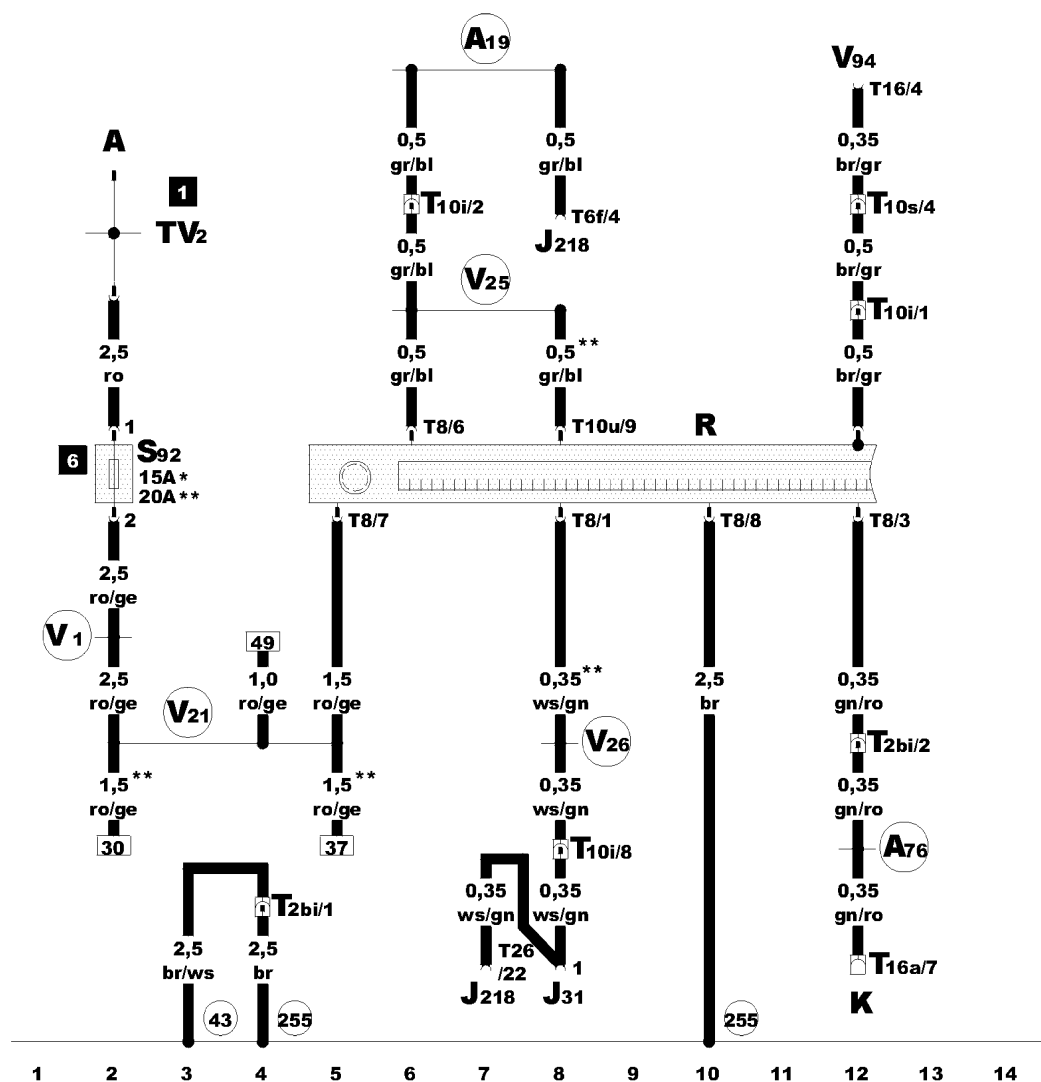 A19
V94
T16/4
A
0,5
gr/bl
0,5
gr/bl
0,35
br/gr
1
T10i/2
T6f/4
T10s/4
TV2
J218
0,5
gr/bl
0,5
br/gr
V25
T10i/1
2,5
ro
0,5
gr/bl
0,5**
gr/bl
0,5
br/gr
1
T8/6
T10u/9
R
6
S92
15A*
20A**
2
T8/7
T8/1
T8/8
T8/3
2,5
ro/ge
V1
49
2,5
ro/ge
1,0
ro/ge
1,5
ro/ge
0,35**
ws/gn
2,5
br
0,35
gn/ro
V21
V26
T2bi/2
1,5**
ro/ge
1,5**
ro/ge
0,35
ws/gn
0,35
gn/ro
30
37
T10i/8
A76
T2bi/1
0,35
ws/gn
0,35
ws/gn
0,35
gn/ro
2,5
br/ws
2,5
br
T26
/22
1
T16a/7
J218
J31
K
43
255
255
1 2 3 4 5 6 7 8 9 10 11 12 13 14